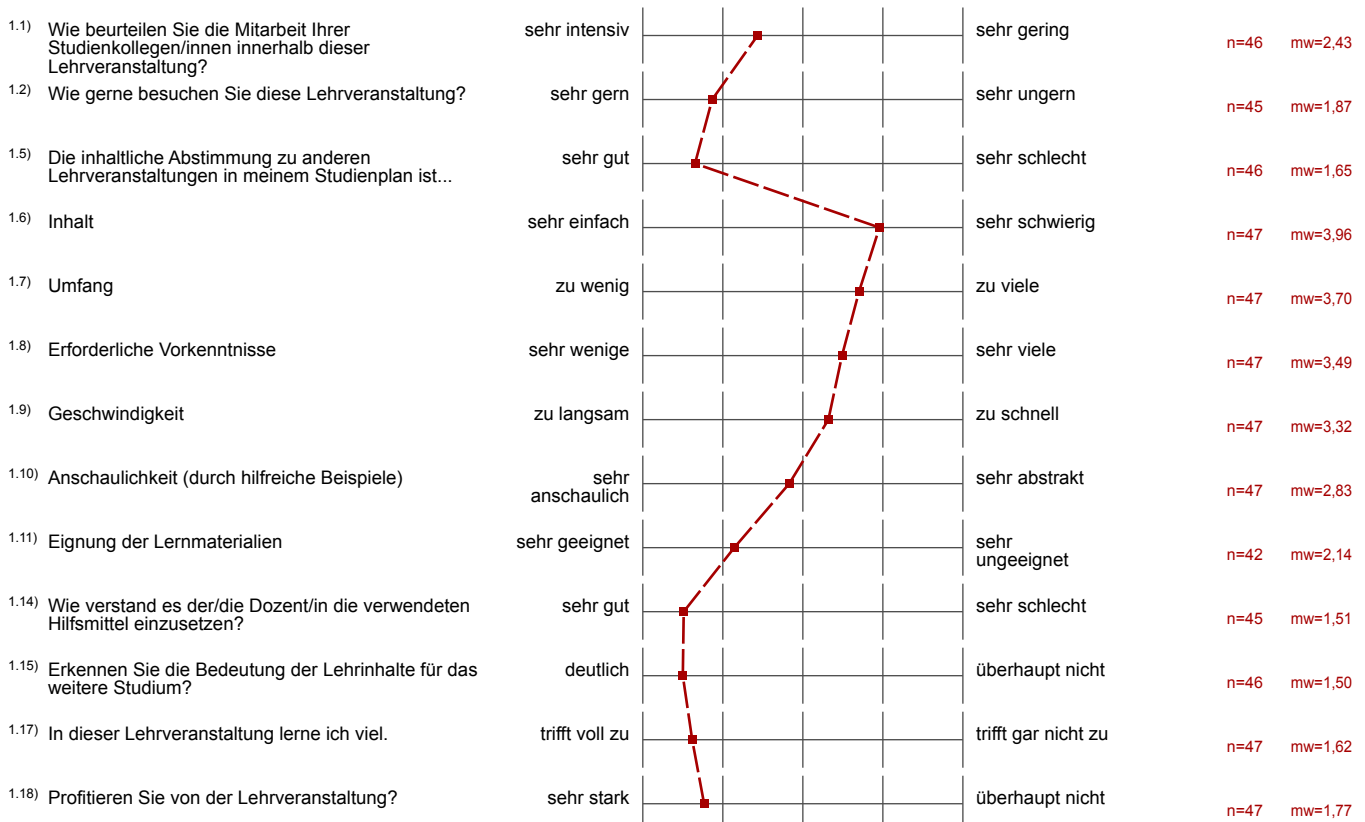 1.1) Wie beurteilen Sie die Mitarbeit Ihrer sehr intensiv sehr gering
Studienkollegen/innen innerhalb dieser n=46 mw=2,43
Lehrveranstaltung?
1.2) Wie gerne besuchen Sie diese Lehrveranstaltung? sehr gern sehr ungern
n=45 mw=1,87
1.5) Die inhaltliche Abstimmung zu anderen sehr gut sehr schlecht
Lehrveranstaltungen in meinem Studienplan ist... n=46 mw=1,65
1.6) Inhalt sehr einfach sehr schwierig
n=47 mw=3,96
1.7) Umfang zu wenig zu viele
n=47 mw=3,70
1.8) Erforderliche Vorkenntnisse sehr wenige sehr viele
n=47 mw=3,49
1.9) Geschwindigkeit zu langsam zu schnell
n=47 mw=3,32
1.10) Anschaulichkeit (durch hilfreiche Beispiele) sehr sehr abstrakt
anschaulich n=47 mw=2,83
1.11) Eignung der Lernmaterialien sehr geeignet sehr
ungeeignet n=42 mw=2,14
1.14) Wie verstand es der/die Dozent/in die verwendeten sehr gut sehr schlecht
Hilfsmittel einzusetzen? n=45 mw=1,51
1.15) Erkennen Sie die Bedeutung der Lehrinhalte für das deutlich überhaupt nicht
weitere Studium? n=46 mw=1,50
1.17) In dieser Lehrveranstaltung lerne ich viel. trifft voll zu trifft gar nicht zu
n=47 mw=1,62
1.18) Profitieren Sie von der Lehrveranstaltung? sehr stark überhaupt nicht
n=47 mw=1,77